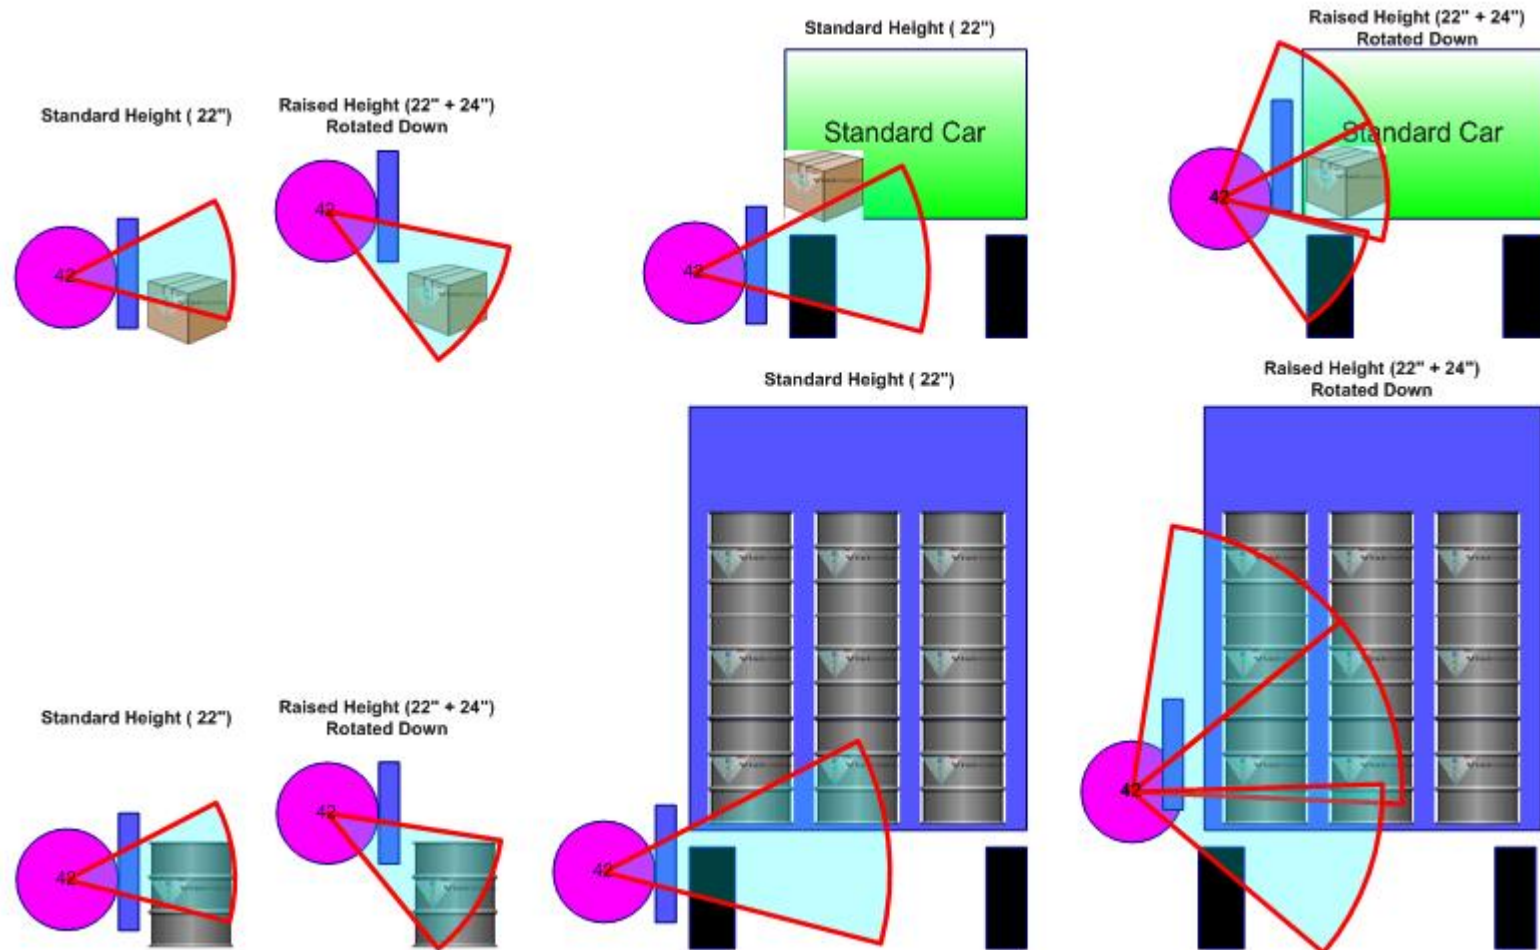 Standard Height ( 22")
Raised Height (22" + 24")
Rotated Down
Standard Height ( 22")
Raised Height (22" + 24")
Rotated Down
Standard Car
Standard Car
42
42
42
42
Standard Height ( 22")
Raised Height (22" + 24")
Rotated Down
Standard Height ( 22")
Raised Height (22" + 24")
Rotated Down
42
42
42
42